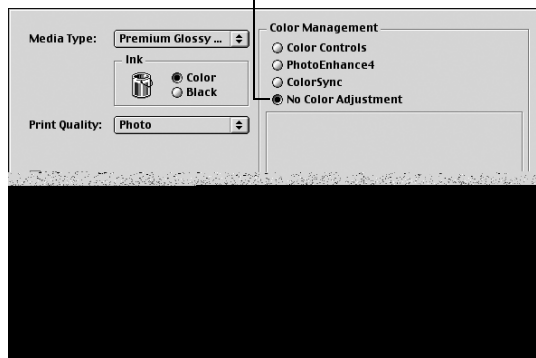 Media Type: Premium Glossy ...
Ink
Color
Black
Print Quality: Photo
Color Management
Color Controls
PhotoEnhance4
ColorSync
No Color Adjustment